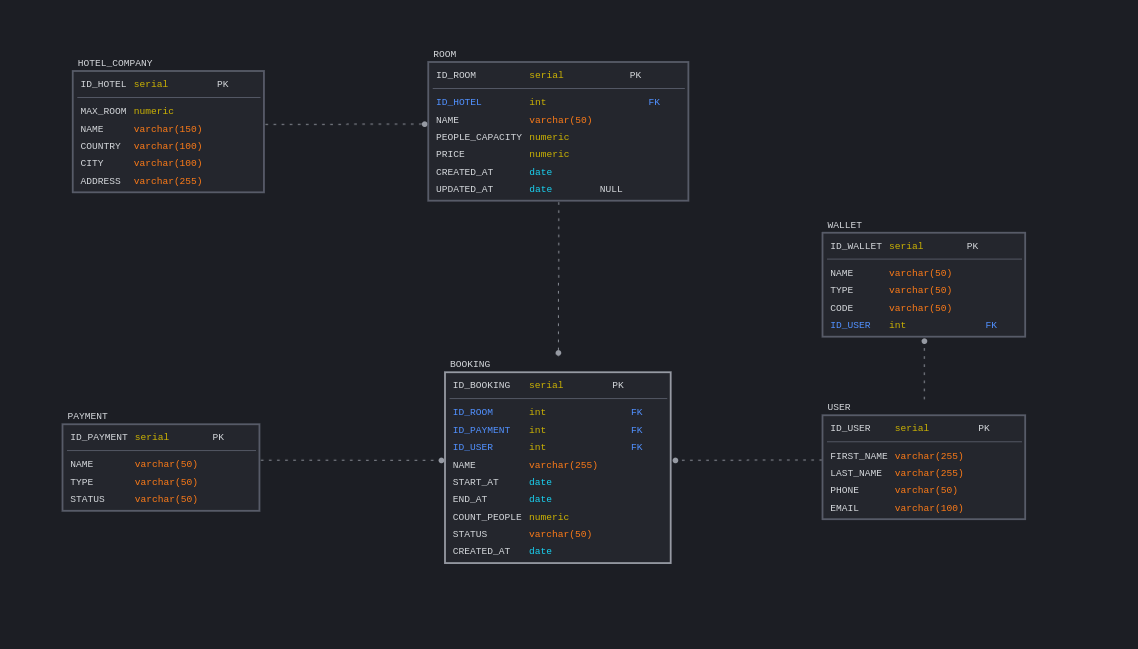 HOTEL_COMPANY
ID_HOTEL serial PK
MAX_ROOM numeric
NAME varchar(150)
COUNTRY varchar(100)
CITY varchar(100)
ADDRESS varchar(255)
ROOM
ID_ROOM serial PK
ID_HOTEL int FK
NAME varchar(50)
PEOPLE_CAPACITY numeric
PRICE numeric
CREATED_AT date
UPDATED_AT date NULL
WALLET
ID_WALLET serial PK
NAME varchar(50)
TYPE varchar(50)
CODE varchar(50)
ID_USER int FK
BOOKING
ID_BOOKING serial PK
ID_ROOM int FK
ID_PAYMENT int FK
ID_USER int FK
NAME varchar(255)
START_AT date
END_AT date
COUNT_PEOPLE numeric
STATUS varchar(50)
CREATED_AT date
PAYMENT
ID_PAYMENT serial PK
NAME varchar(50)
TYPE varchar(50)
STATUS varchar(50)
USER
ID_USER serial PK
FIRST_NAME varchar(255)
LAST_NAME varchar(255)
PHONE varchar(50)
EMAIL varchar(100)